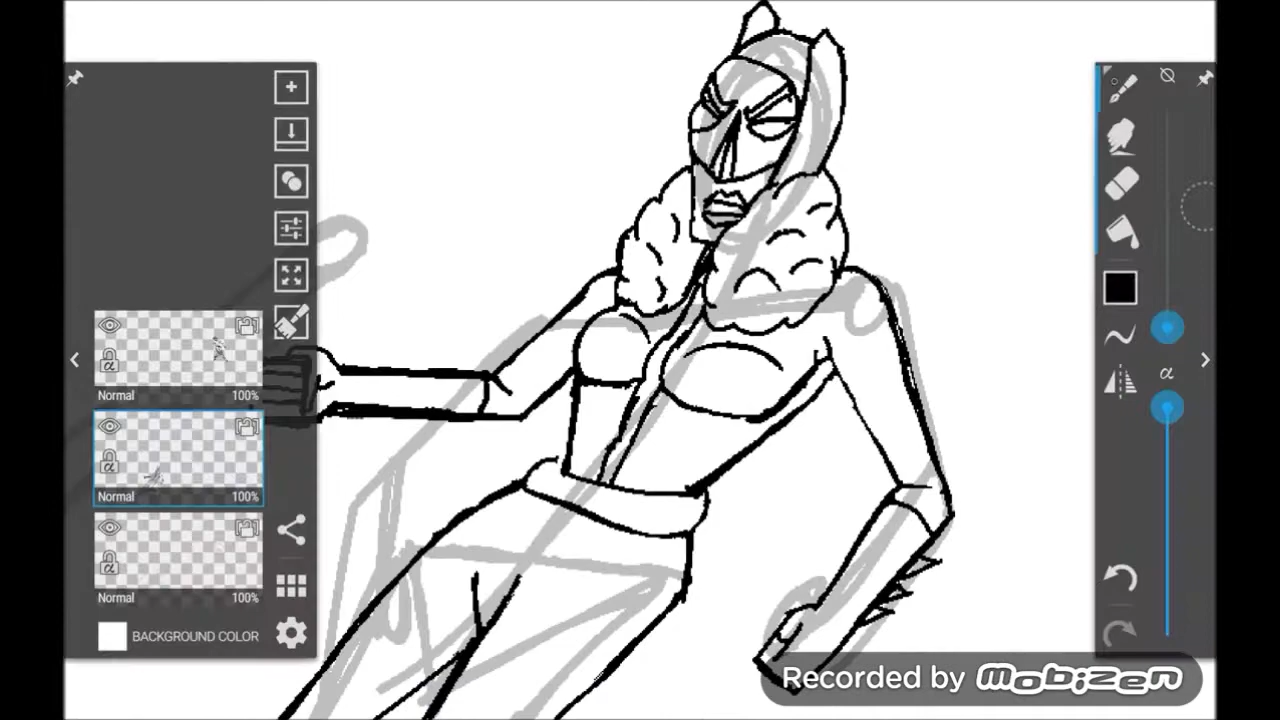 Normal 100%
Normal 100%
Normal 100%
BACKGROUND COLOR
α
Recorded by mobizen